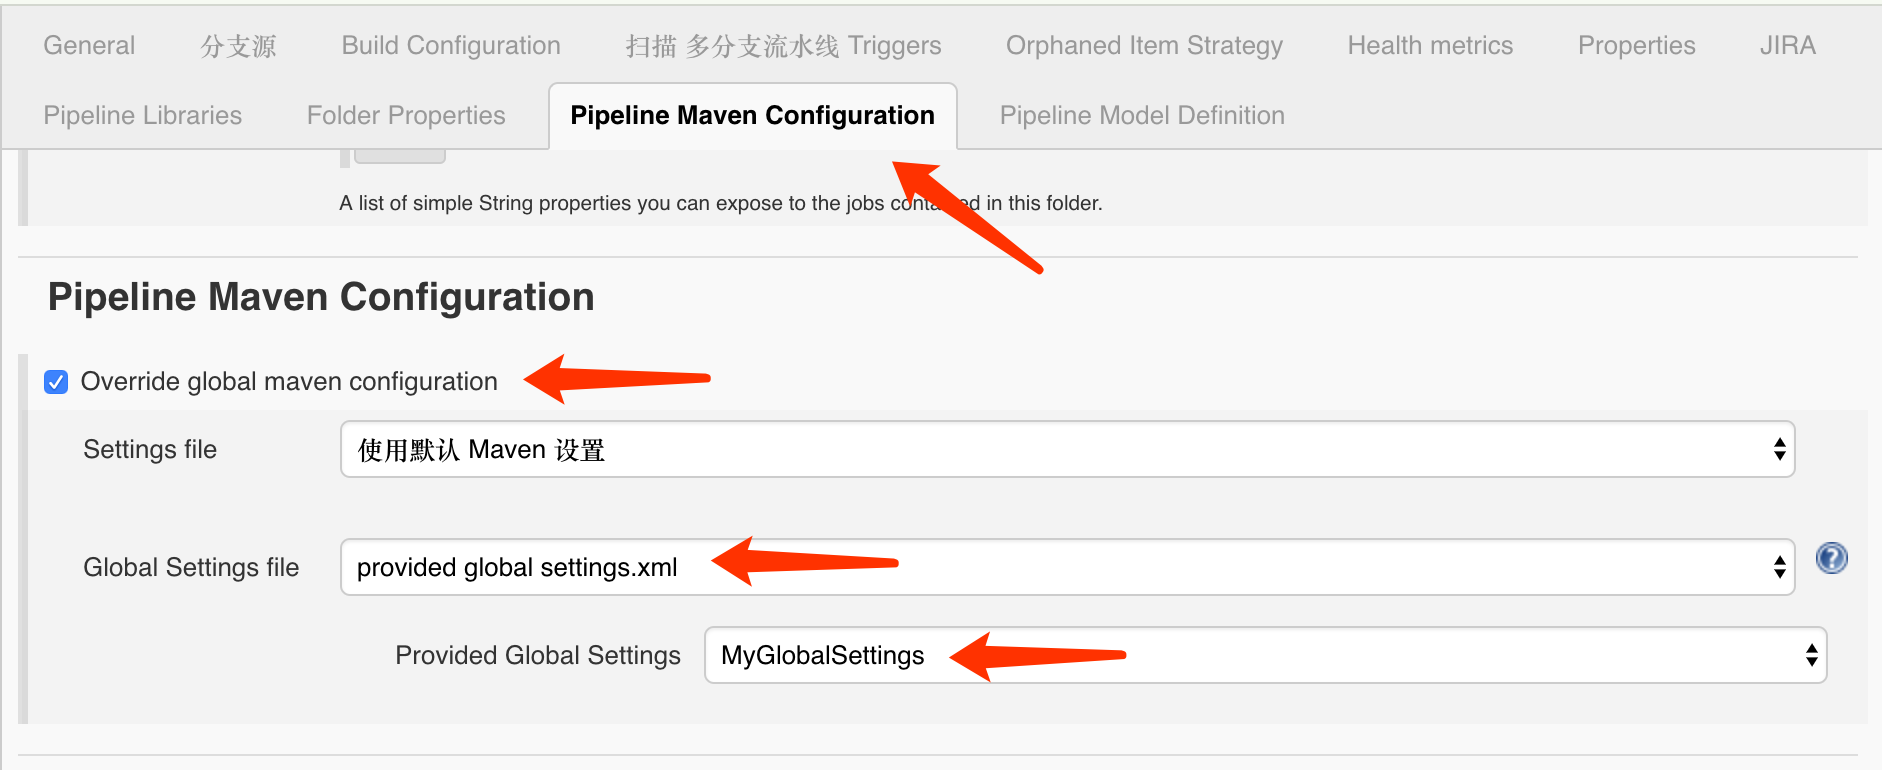 General 分支源 Build Configuration 扫描 多分支流水线 Triggers Orphaned Item Strategy Health metrics Properties JIRA
Pipeline Libraries Folder Properties Pipeline Maven Configuration Pipeline Model Definition
A list of simple String properties you can expose to the jobs contained in this folder.
Pipeline Maven Configuration
Override global maven configuration
Settings file 使用默认 Maven 设置
Global Settings file provided global settings.xml ?
Provided Global Settings MyGlobalSettings